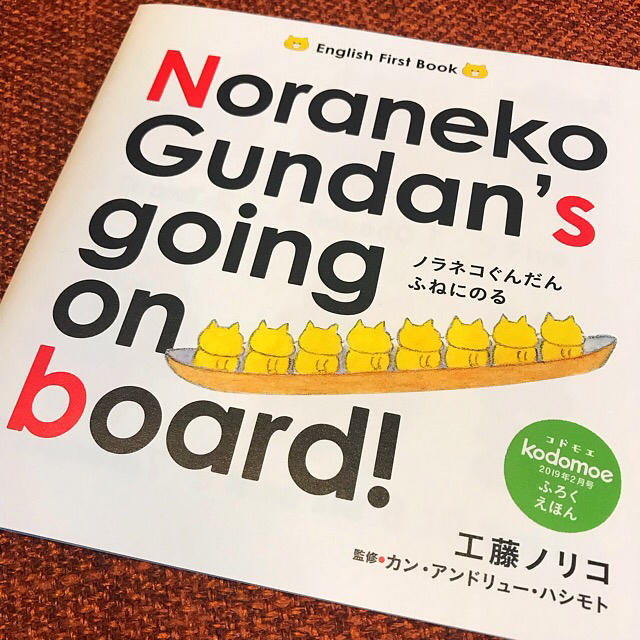 English First Book
Noraneko
Gundan's
going
on
board!
ノラネコぐんだん
ふねにのる
コドモエ
kodomoe
2019年2月号
ふろく
えほん
工藤ノリコ
監修●カン・アンドリュー・ハシモト